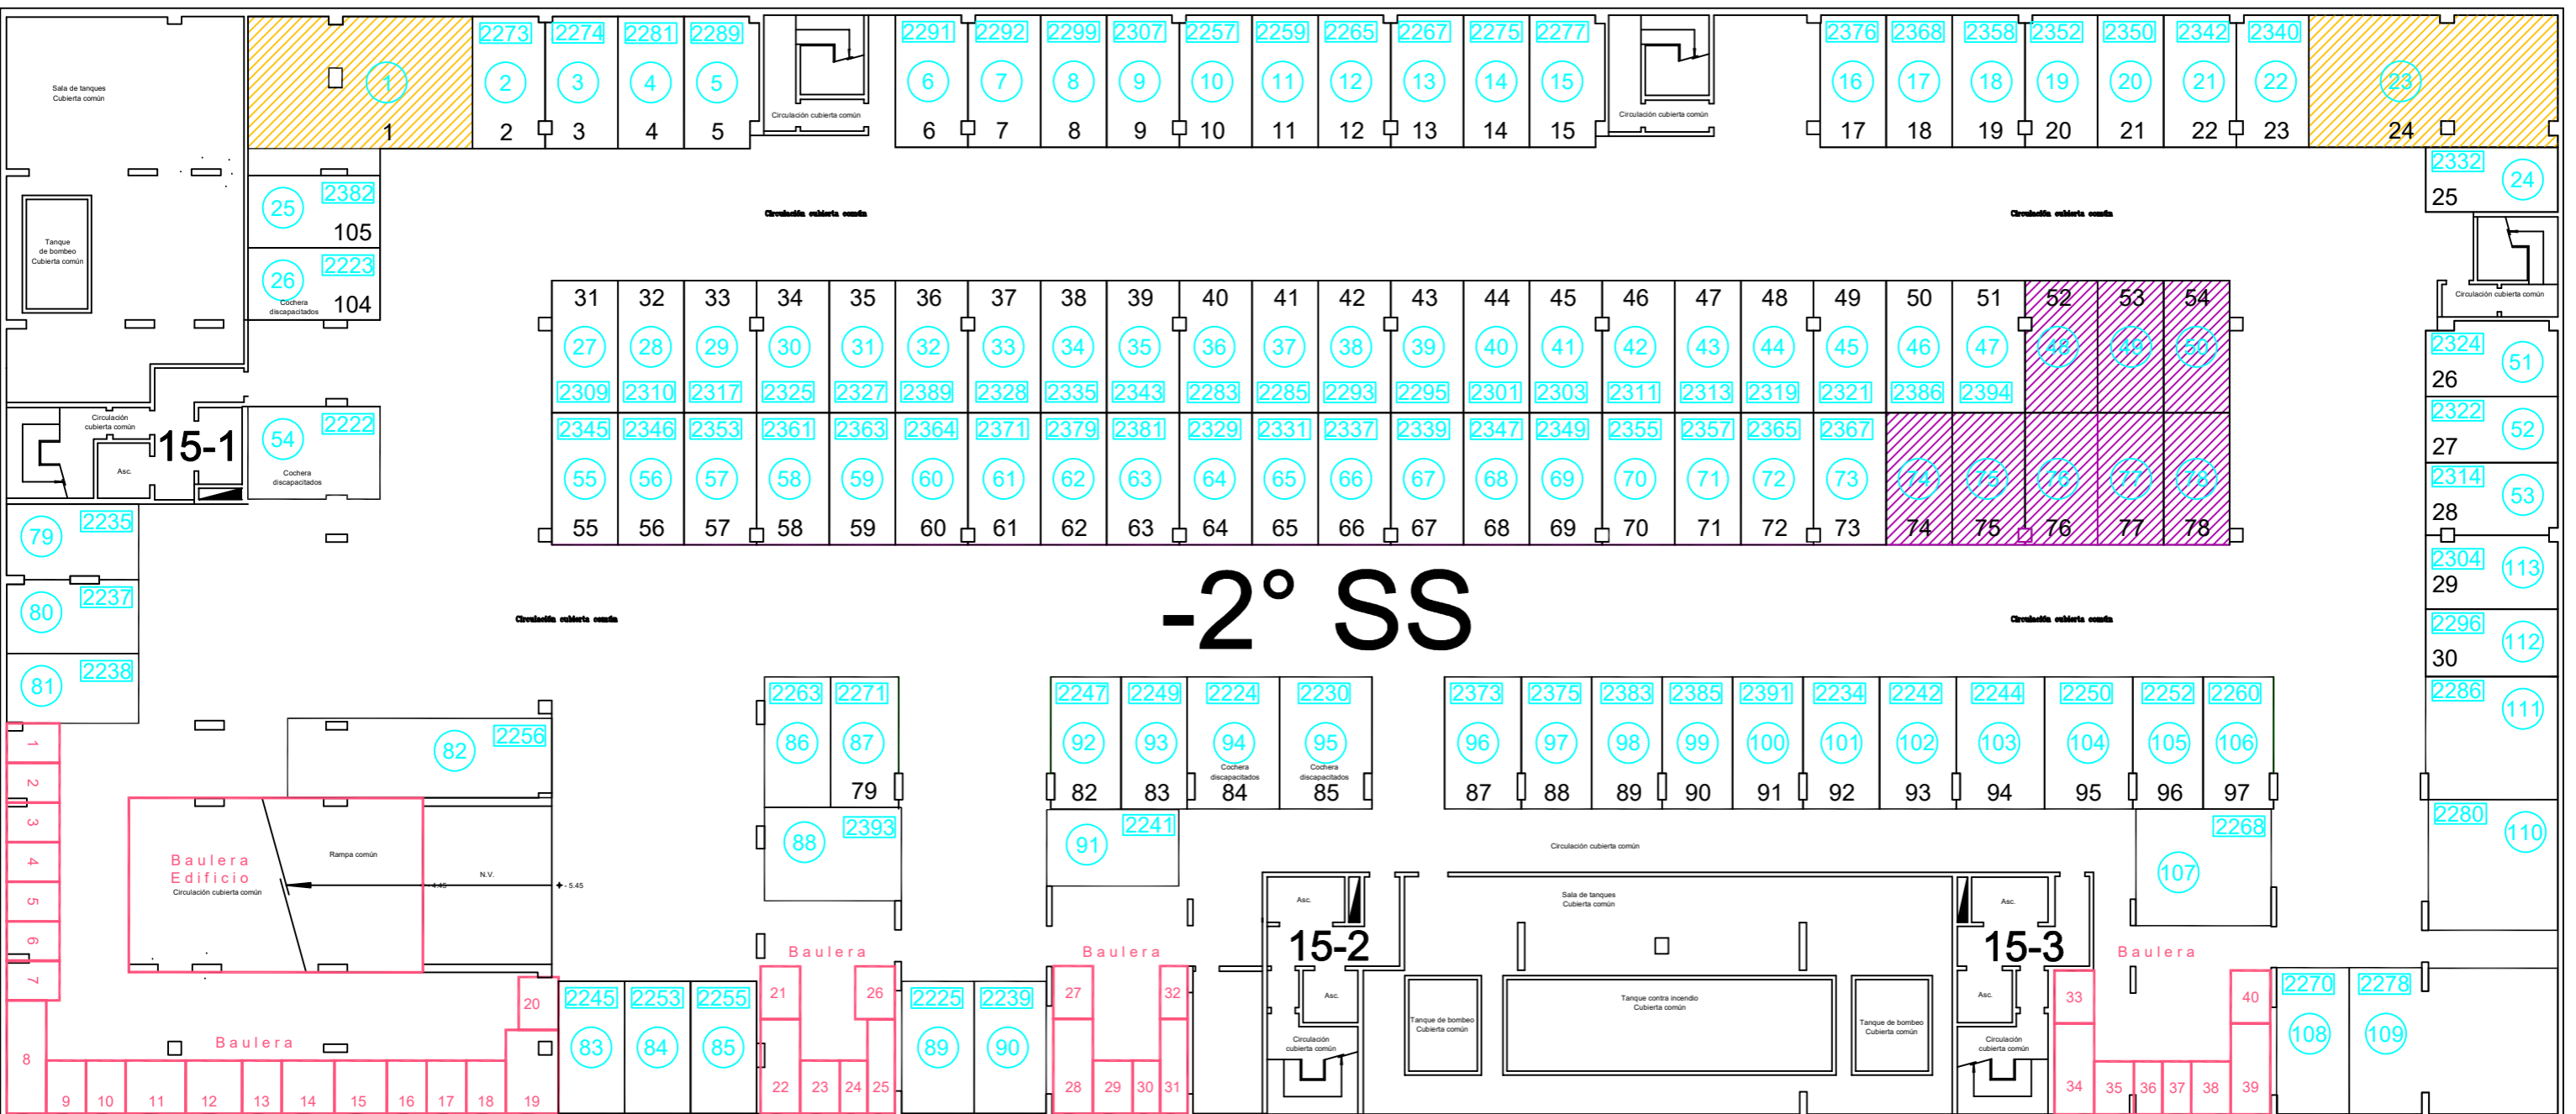 2273 2274 2281 2289 2291 2292 2299 2307 2257 2259 2265 2267 2275 2277 2376 2368 2358 2352 2350 2342 2340
1 2 3 4 5 6 7 8 9 10 11 12 13 14 15 16 17 18 19 20 21 22 23
1 2 3 4 5 6 7 8 9 10 11 12 13 14 15 17 18 19 20 21 22 23 24
Sala de tanques
Cubierta común
Circulación cubierta común
Circulación cubierta común
2332
24
25
25
2382
105
Circulación cubierta común
Circulación cubierta común
Tanque
de bombeo
Cubierta común
26
2223
Cochera
discapacitados
104
Circulación cubierta común
31 32 33 34 35 36 37 38 39 40 41 42 43 44 45 46 47 48 49 50 51 52 53 54
27 28 29 30 31 32 33 34 35 36 37 38 39 40 41 42 43 44 45 46 47 48 49 50
2309 2310 2317 2325 2327 2389 2328 2335 2343 2283 2285 2293 2295 2301 2303 2311 2313 2319 2321 2386 2394
2324
51
26
2322
52
27
2314
53
28
2304
113
29
2296
112
30
2286
111
2280
110
Circulación
cubierta común
15-1
Asc.
54
2222
Cochera
discapacitados
2345 2346 2353 2361 2363 2364 2371 2379 2381 2329 2331 2337 2339 2347 2349 2355 2357 2365 2367
55 56 57 58 59 60 61 62 63 64 65 66 67 68 69 70 71 72 73 74 75 76 77 78
55 56 57 58 59 60 61 62 63 64 65 66 67 68 69 70 71 72 73 74 75 76 77 78
79
2235
80
2237
81
2238
-2° SS
Circulación cubierta común
Circulación cubierta común
82
2256
2263 2271
86 87
79
88
2393
2247 2249 2224 2230
92 93 94 95
Cochera
discapacitados
Cochera
discapacitados
82 83 84 85
91
2241
2373 2375 2383 2385 2391 2234 2242 2244 2250 2252 2260
96 97 98 99 100 101 102 103 104 105 106
87 88 89 90 91 92 93 94 95 96 97
2268
107
Circulación cubierta común
1
2
3
4
5
6
7
8
Baulera
Edificio
Circulación cubierta común
Rampa común
N.V.
- 4.45
- 5.45
Baulera
9 10 11 12 13 14 15 16 17 18 19
20
2245 2253 2255
83 84 85
Baulera
21 26
22 23 24 25
2225 2239
89 90
Baulera
27 32
28 29 30 31
Asc.
15-2
Asc.
Circulación
cubierta común
Sala de tanques
Cubierta común
Tanque de bombeo
Cubierta común
Tanque contra incendio
Cubierta común
Tanque de bombeo
Cubierta común
Asc.
15-3
Asc.
Circulación
cubierta común
Baulera
33 40
34 35 36 37 38 39
2270 2278
108 109